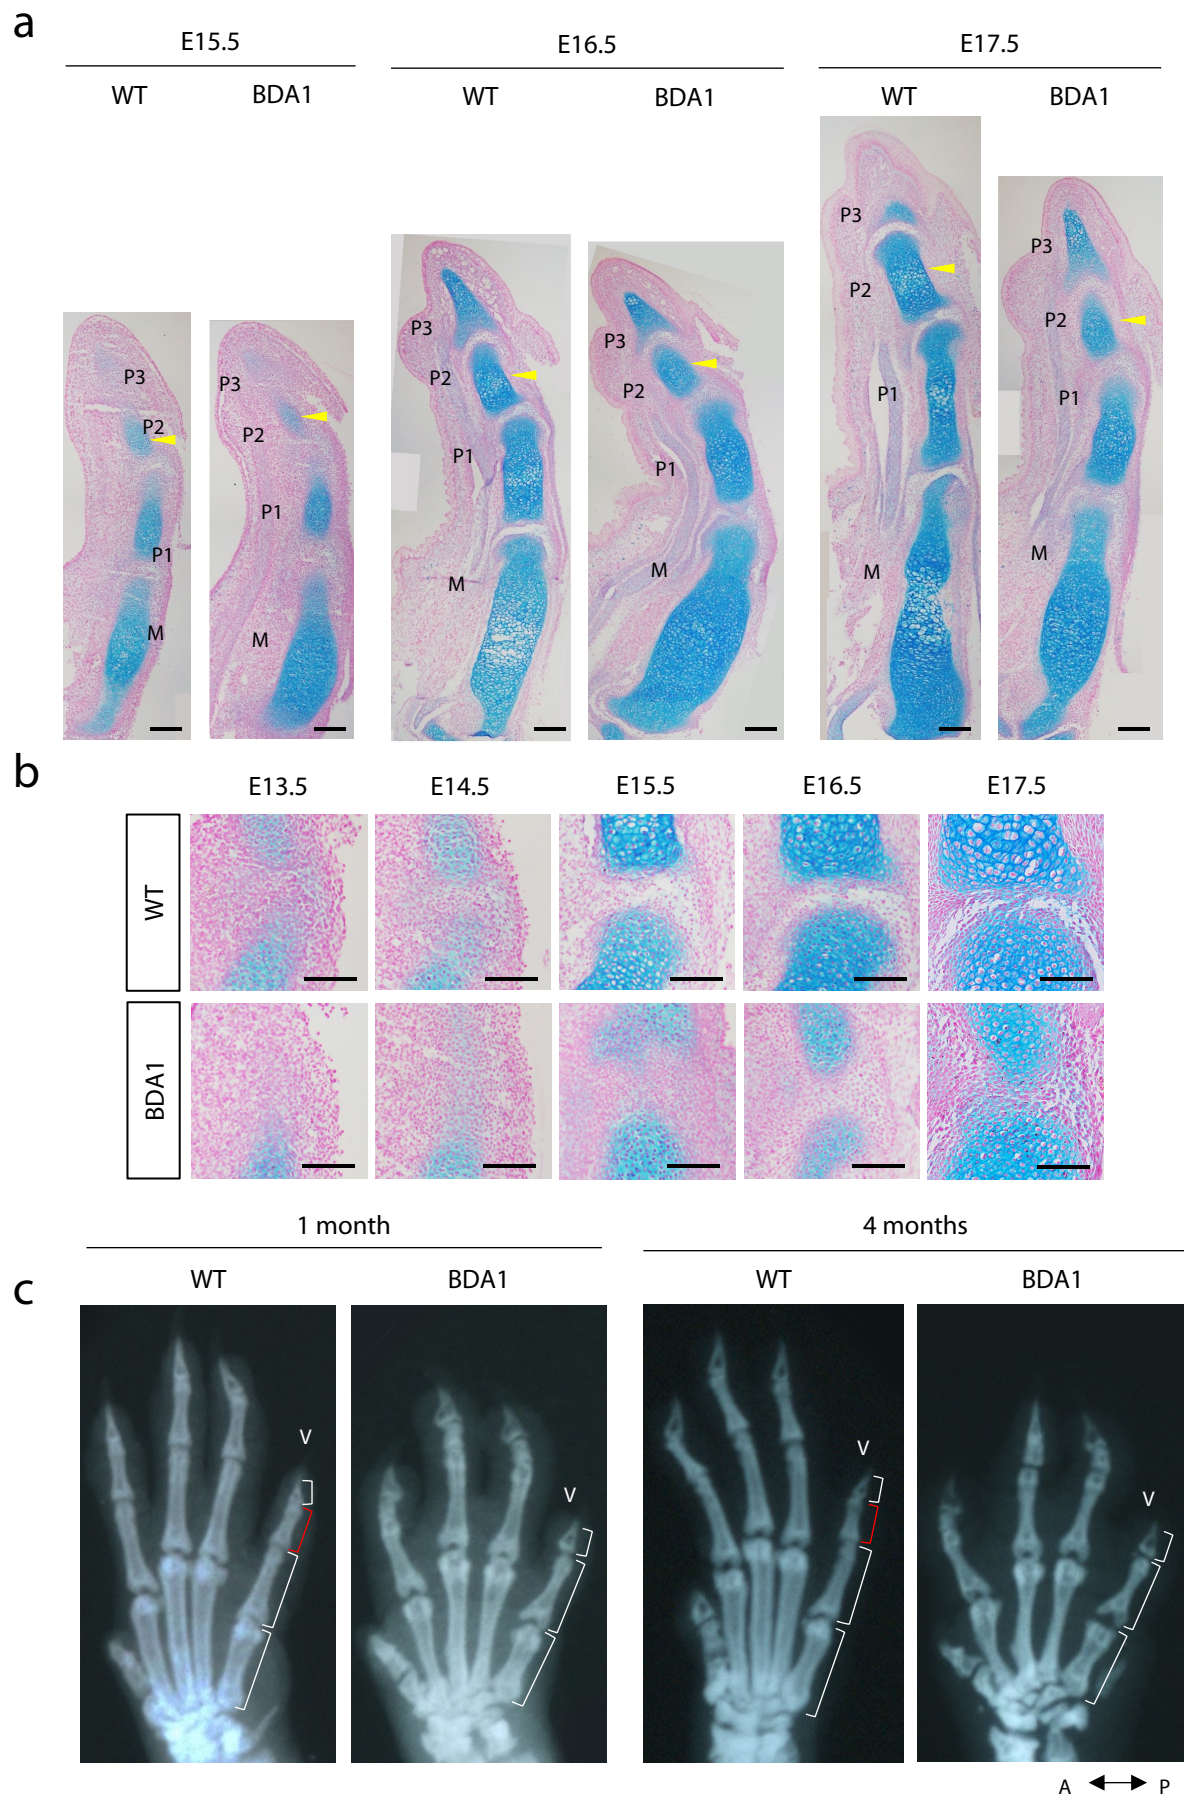 a
E15.5 E16.5 E17.5
WT BDA1 WT BDA1 WT BDA1
P3 P2 P1 M
P3 P2 P1 M
P3 P2 P1 M
P3 P2 P1 M
P3 P2 P1 M
P3 P2 P1 M
b
E13.5 E14.5 E15.5 E16.5 E17.5
WT
BDA1
1 month 4 months
c
WT BDA1 WT BDA1
V V V V
A P